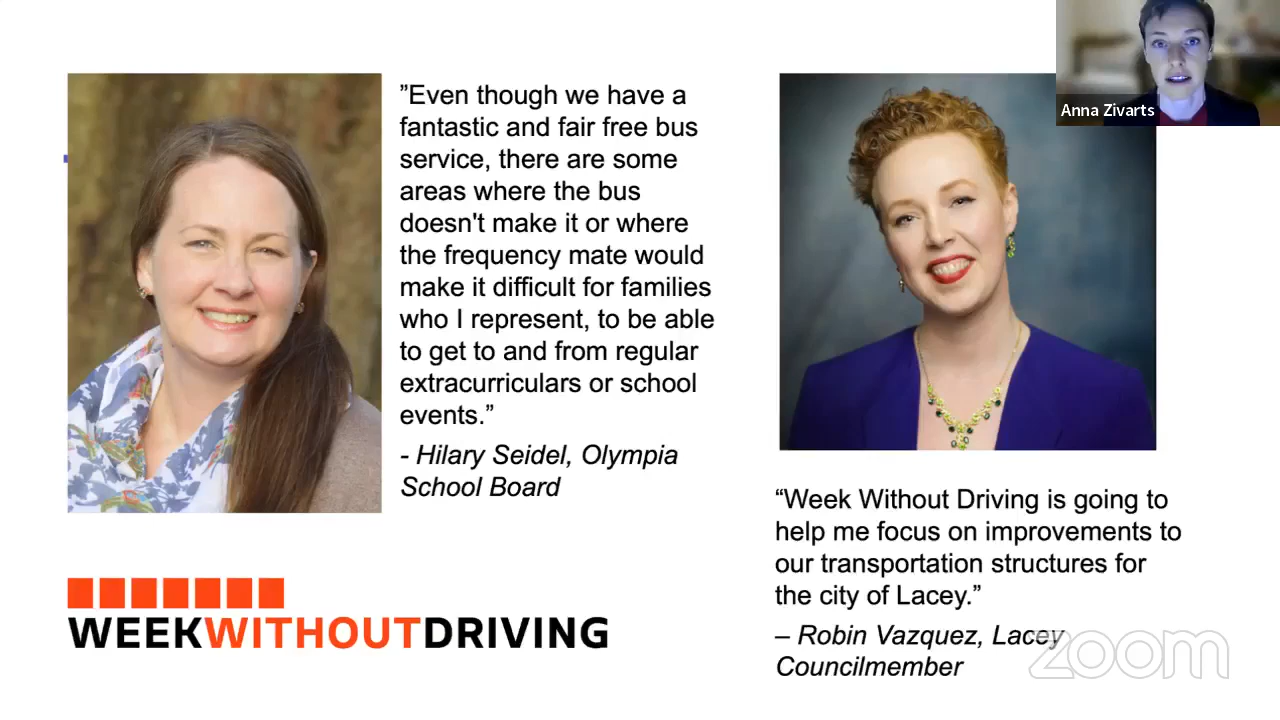 ”Even though we have a
fantastic and fair free bus
service, there are some
areas where the bus
doesn't make it or where
the frequency mate would
make it difficult for families
who I represent, to be able
to get to and from regular
extracurriculars or school
events.”
- Hilary Seidel, Olympia
School Board
WEEKWITHOUTDRIVING
Anna Zivarts
“Week Without Driving is going to
help me focus on improvements to
our transportation structures for
the city of Lacey.”
– Robin Vazquez, Lacey
Councilmember
zoom